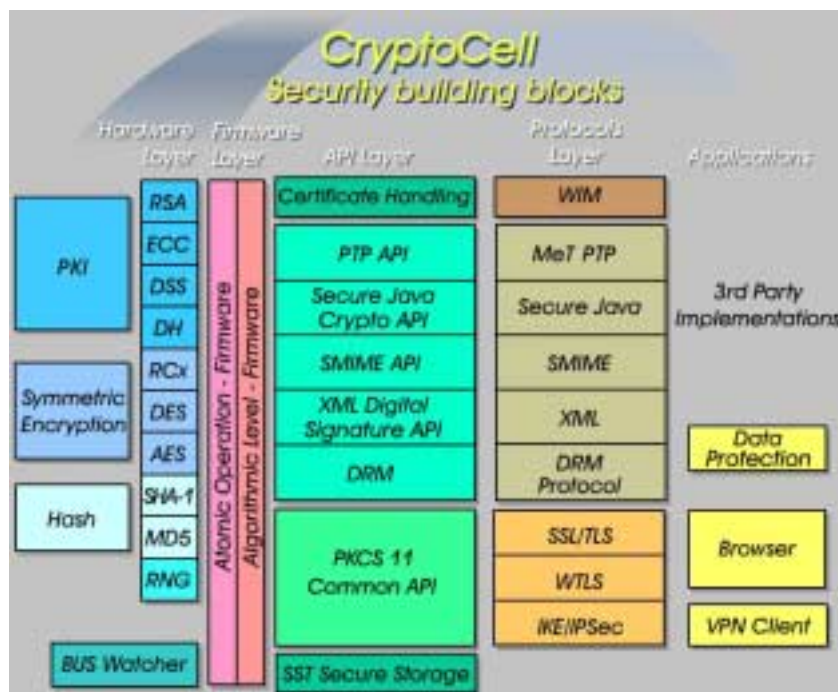 CryptoCell
Security building blocks
Hardware
Layer
Firmware
Layer
API Layer
Protocols
Layer
Applications
PKI
Symmetric
Encryption
Hash
BUS Watcher
RSA
ECC
DSS
DH
RCx
DES
AES
SHA-1
MD5
RNG
Atomic Operation - Firmware
Algorithmic Level - Firmware
Certificate Handling
PTP API
Secure Java
Crypto API
SMIME API
XML Digital
Signature API
DRM
PKCS 11
Common API
SST Secure Storage
WIM
MeT PTP
Secure Java
SMIME
XML
DRM
Protocol
SSL/TLS
WTLS
IKE/IPSec
3rd Party
Implementations
Data
Protection
Browser
VPN Client